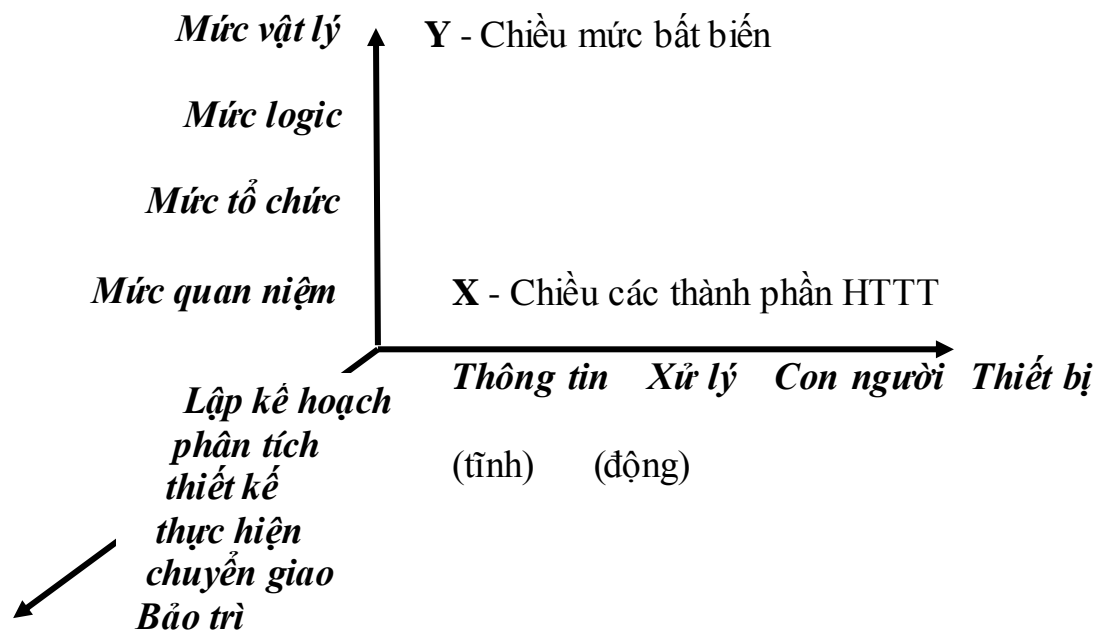 Mức vật lý
Y - Chiều mức bất biến
Mức logic
Mức tổ chức
Mức quan niệm
X - Chiều các thành phần HTTT
Thông tin Xử lý Con người Thiết bị
(tĩnh) (động)
Lập kế hoạch
phân tích
thiết kế
thực hiện
chuyển giao
Bảo trì